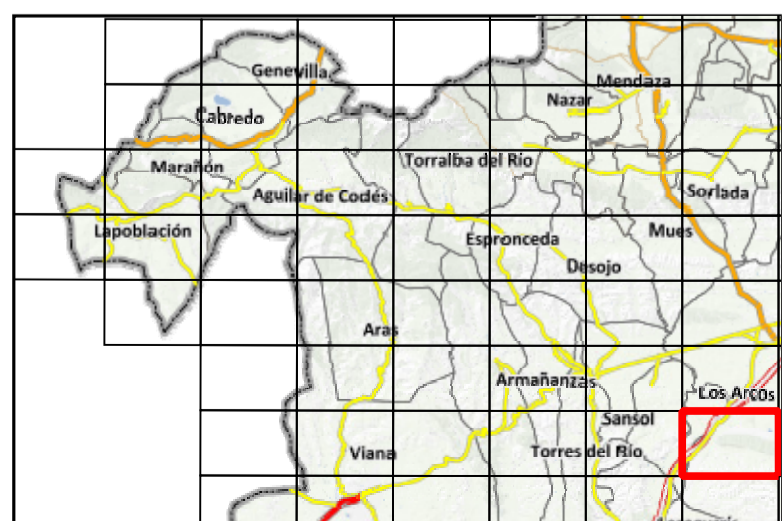 Genevilla
Mendaza
Nazar
Cabredo
Torralba del Río
Marañón
Sorlada
Aguilar de Codés
Lapoblación
Mues
Espronceda
Desojo
Aras
Armañanzas
Los Arcos
Sansol
Viana
Torres del Río